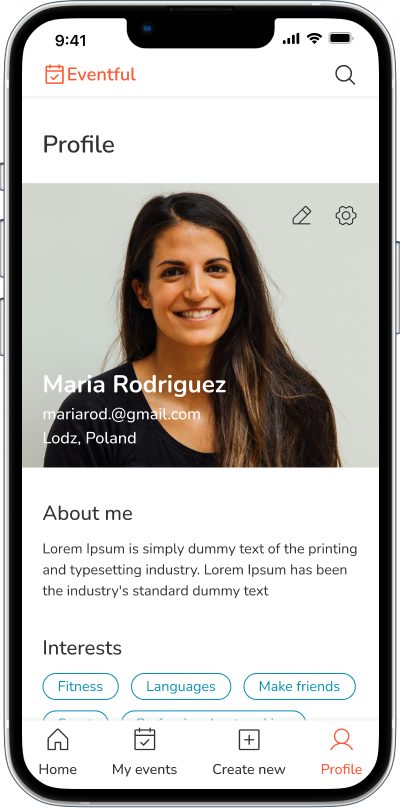 9:41
Eventful
Profile
Maria Rodriguez
mariarod.@gmail.com
Lodz, Poland
About me
Lorem Ipsum is simply dummy text of the printing
and typesetting industry. Lorem Ipsum has been
the industry's standard dummy text
Interests
Fitness Languages Make friends
Home My events Create new Profile